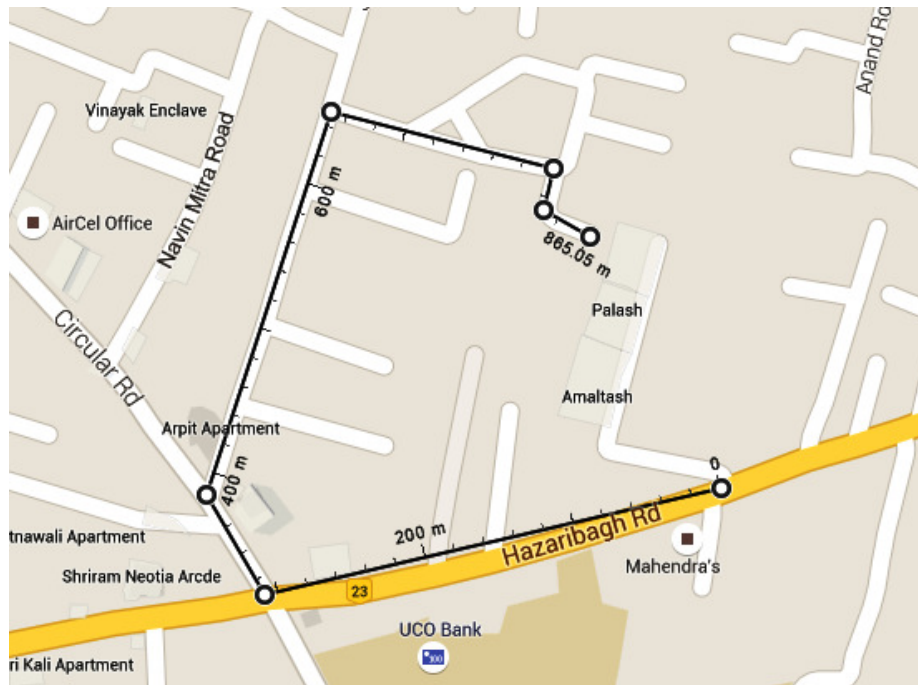 Anand Rd
Vinayak Enclave
Navin Mitra Road
AirCel Office
600 m
865.05 m
Palash
Circular Rd
Amaltash
Arpit Apartment
400 m
0
200 m
Hazaribagh Rd
tnawali Apartment
Mahendra's
Shriram Neotia Arcde
23
UCO Bank
100
ri Kali Apartment